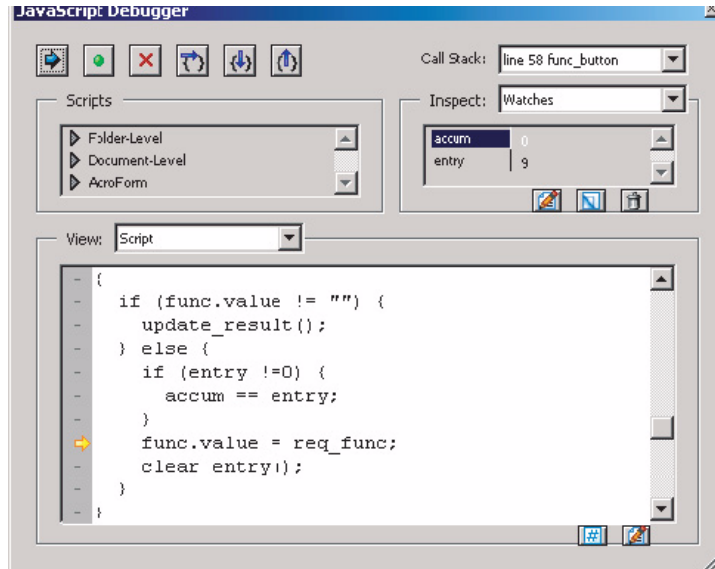 JavaScript Debugger
Call Stack: line 58 func_button
Scripts
Inspect: Watches
Folder-Level
Document-Level
AcroForm
accum 0
entry 9
View: Script
- {
- if (func.value != "") {
- update_result();
- } else {
- if (entry !=0) {
- accum == entry;
- }
func.value = req_func;
- clear entry();
- }
- }
#